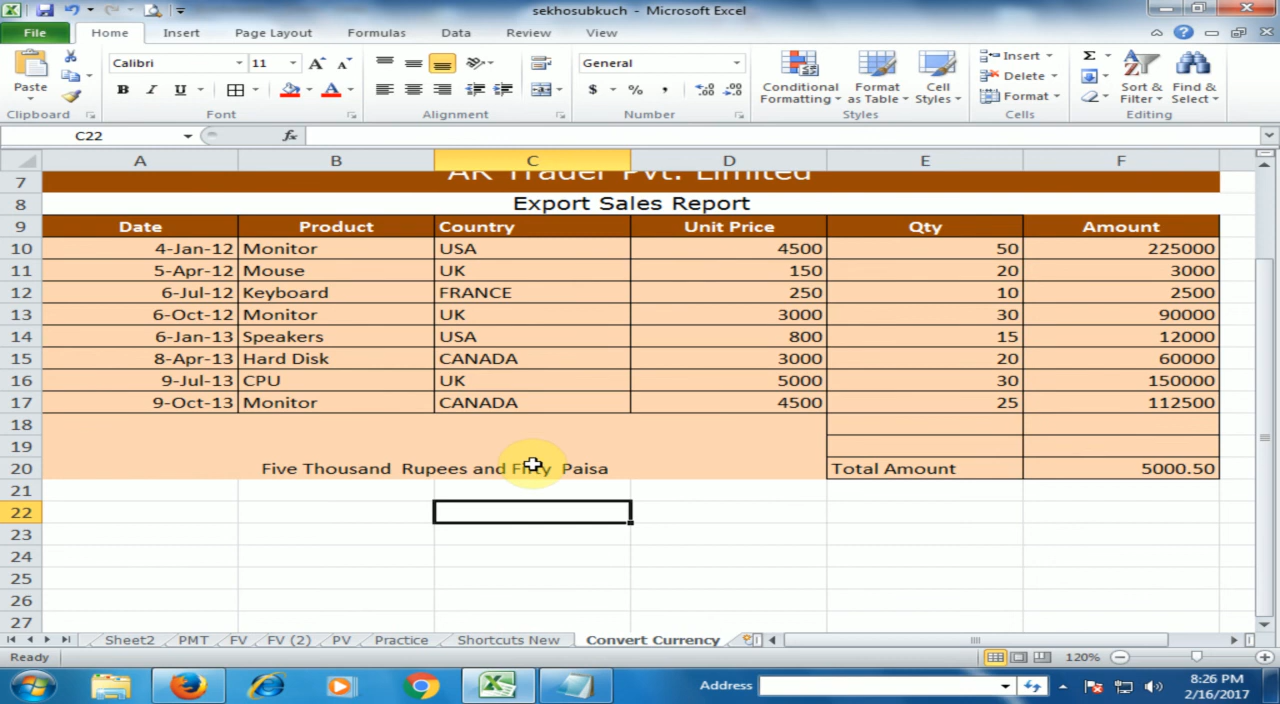 sekhosubkuch - Microsoft Excel
File Home Insert Page Layout Formulas Data Review View
Calibri 11 General Insert Σ
Paste B I U $ % , Conditional Formatting Format as Table Cell Styles Delete Format Sort & Filter Find & Select
Clipboard Font Alignment Number Styles Cells Editing
C22 fx
A B C D E F
7 AR Trader Pvt. Limited
8 Export Sales Report
9 Date Product Country Unit Price Qty Amount
10 4-Jan-12 Monitor USA 4500 50 225000
11 5-Apr-12 Mouse UK 150 20 3000
12 6-Jul-12 Keyboard FRANCE 250 10 2500
13 6-Oct-12 Monitor UK 3000 30 90000
14 6-Jan-13 Speakers USA 800 15 12000
15 8-Apr-13 Hard Disk CANADA 3000 20 60000
16 9-Jul-13 CPU UK 5000 30 150000
17 9-Oct-13 Monitor CANADA 4500 25 112500
18
19
20 Five Thousand Rupees and Fifty Paisa Total Amount 5000.50
21
22
23
24
25
26
27
Sheet2 PMT FV FV (2) PV Practice Shortcuts New Convert Currency
Ready 120%
Address 8:26 PM
2/16/2017